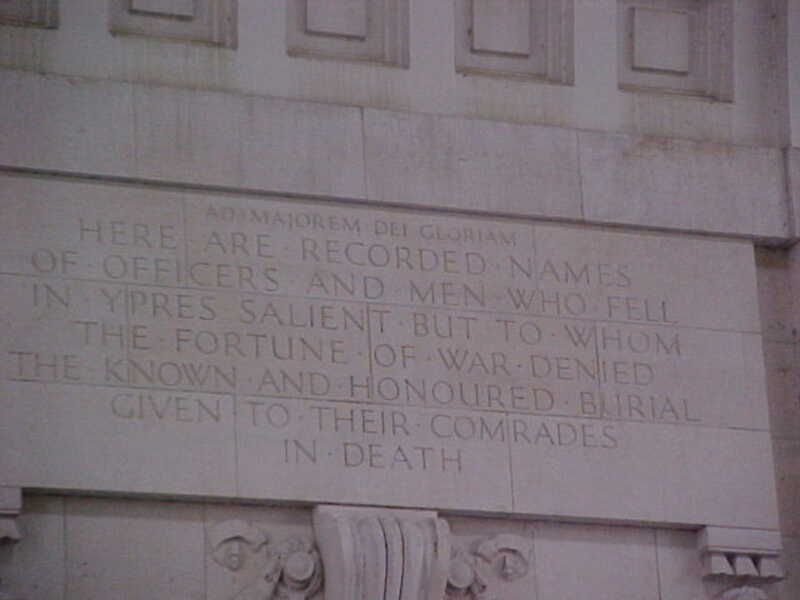 AD·MAJOREM·DEI·GLORIAM
HERE·ARE·RECORDED·NAMES
OF·OFFICERS·AND·MEN·WHO·FELL
IN·YPRES·SALIENT·BUT·TO·WHOM
THE·FORTUNE·OF·WAR·DENIED
THE·KNOWN·AND·HONOURED·BURIAL
GIVEN·TO·THEIR·COMRADES
IN·DEATH